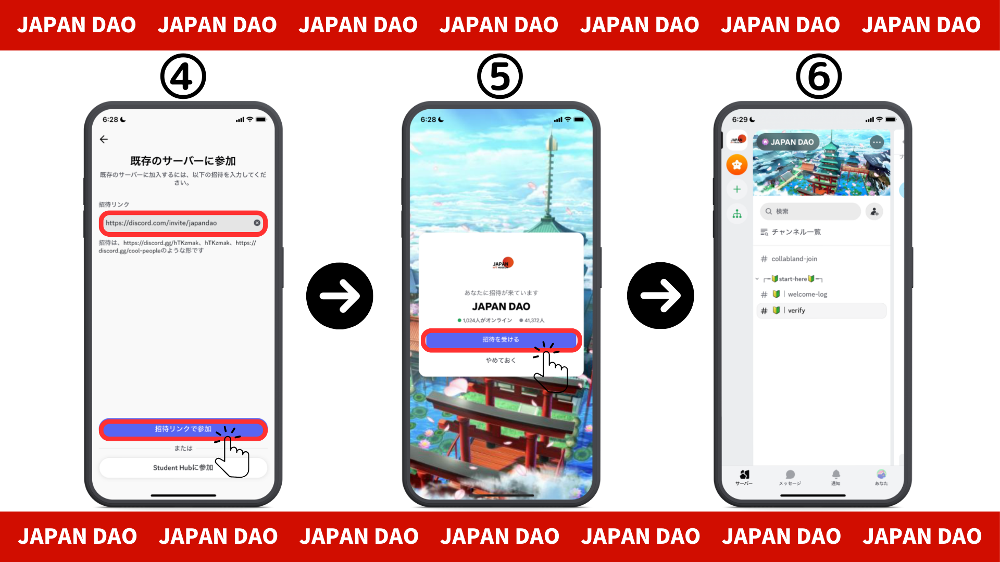 JAPAN DAO JAPAN DAO JAPAN DAO JAPAN DAO JAPAN DAO JAPAN DAO JAPAN DAO
④
6:28
既存のサーバーに参加
既存のサーバーに加入するには、以下の招待を入力してくだ
さい。
招待リンク
https://discord.com/invite/japandao
招待は、https://discord.gg/hTKzmak、hTKzmak、https://
discord.gg/cool-peopleのような形です
招待リンクで参加
または
Student Hubに参加
⑤
6:28
JAPAN
NFT MUSEUM
あなたに招待が来ています
JAPAN DAO
1,024人がオンライン 41,372人
招待を受ける
やめておく
⑥
6:29
JAPAN
JAPAN DAO
検索
チャンネル一覧
# collabland-join
start-here
# | welcome-log
# | verify
サーバー メッセージ 通知 あなた
JAPAN DAO JAPAN DAO JAPAN DAO JAPAN DAO JAPAN DAO JAPAN DAO JAPAN DAO